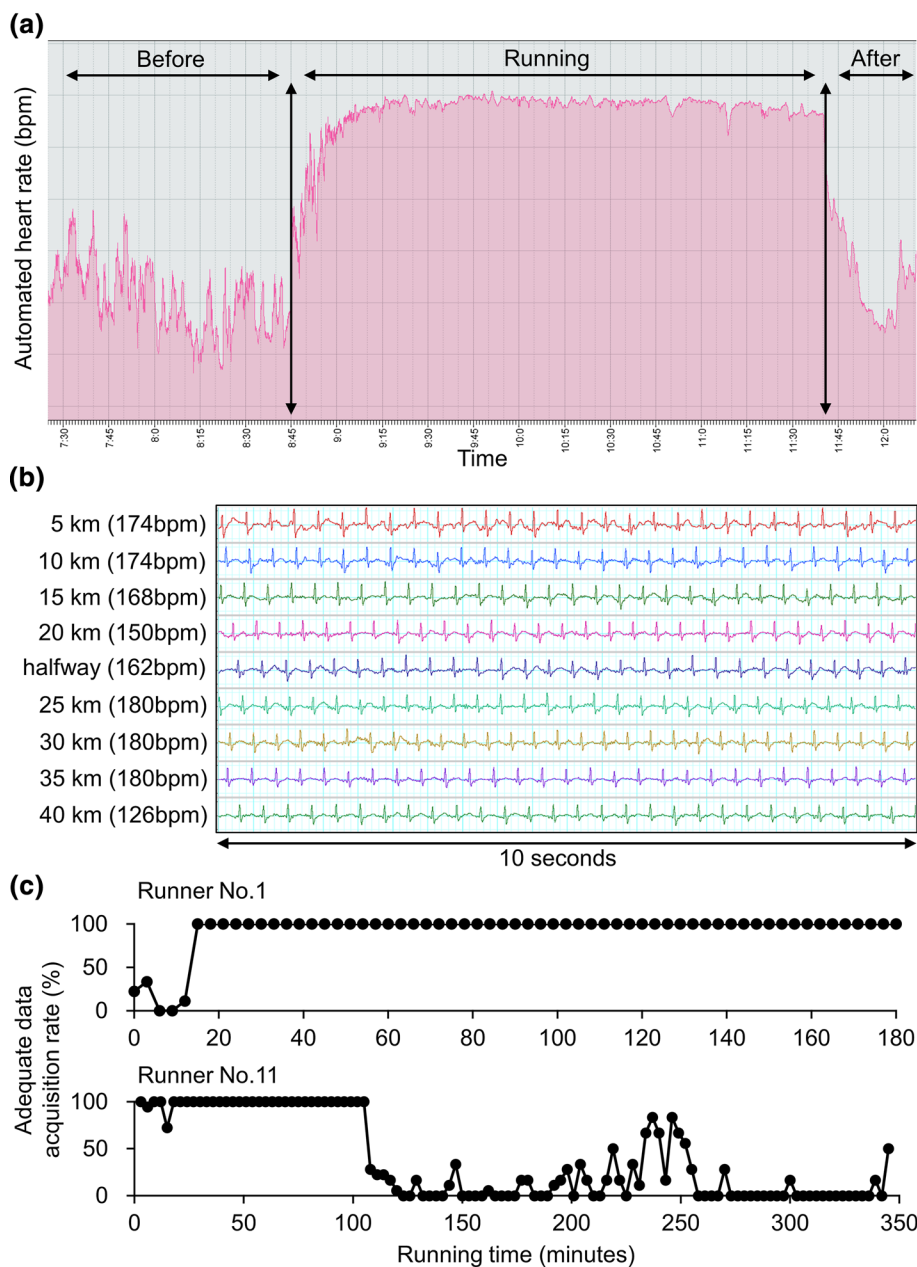 (a)
Before
Running
After
Automated heart rate (bpm)
7:30 7:45 8:0 8:15 8:30 8:45 9:0 9:15 9:30 9:45 10:0 10:15 10:30 10:45 11:0 11:15 11:30 11:45 12:0
Time
(b)
5 km (174bpm)
10 km (174bpm)
15 km (168bpm)
20 km (150bpm)
halfway (162bpm)
25 km (180bpm)
30 km (180bpm)
35 km (180bpm)
40 km (126bpm)
10 seconds
(c)
Runner No.1
100
50
0
0 20 40 60 80 100 120 140 160 180
Adequate data
acquisition rate (%)
Runner No.11
100
50
0
0 50 100 150 200 250 300 350
Running time (minutes)